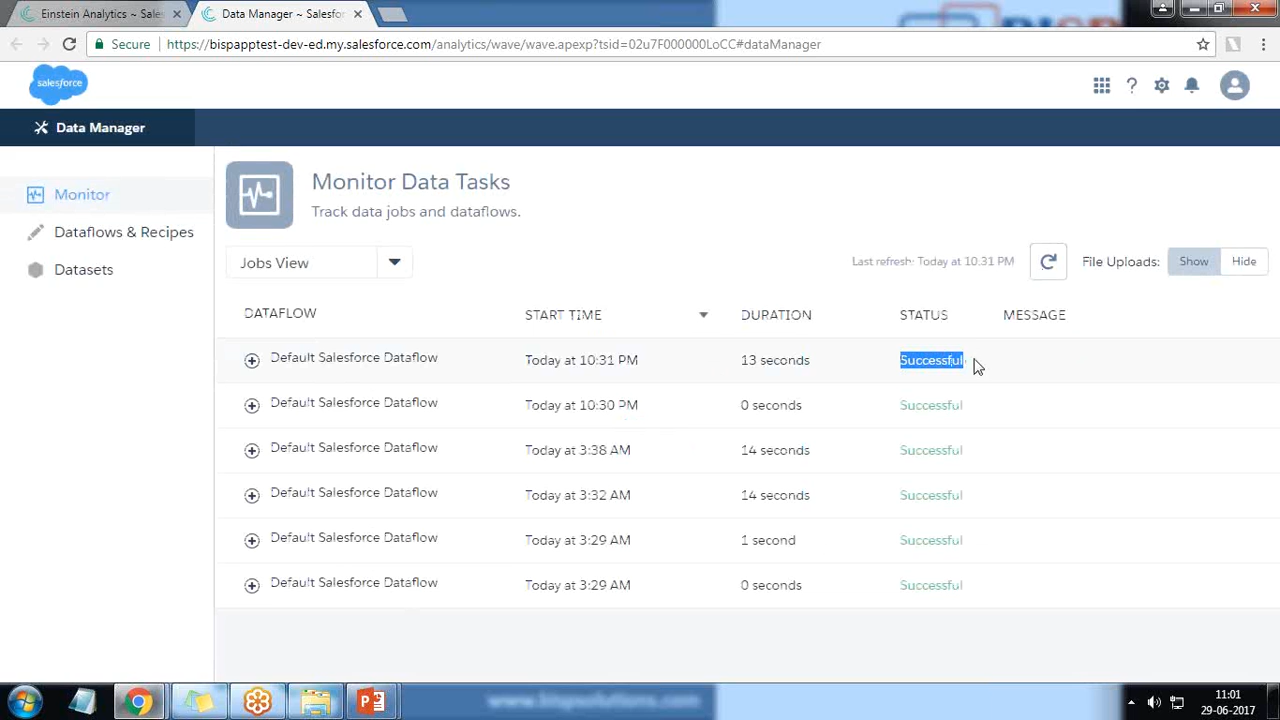 Einstein Analytics ~ Sales
Data Manager ~ Salesfor
Secure
https://bispapptest-dev-ed.my.salesforce.com/analytics/wave/wave.apexp?tsid=02u7F000000LoCC#dataManager
salesforce
?
Data Manager
Monitor
Dataflows & Recipes
Datasets
Monitor Data Tasks
Track data jobs and dataflows.
Jobs View
Last refresh: Today at 10:31 PM
File Uploads:
Show
Hide
DATAFLOW START TIME DURATION STATUS MESSAGE
Default Salesforce Dataflow Today at 10:31 PM 13 seconds Successful
Default Salesforce Dataflow Today at 10:30 PM 0 seconds Successful
Default Salesforce Dataflow Today at 3:38 AM 14 seconds Successful
Default Salesforce Dataflow Today at 3:32 AM 14 seconds Successful
Default Salesforce Dataflow Today at 3:29 AM 1 second Successful
Default Salesforce Dataflow Today at 3:29 AM 0 seconds Successful
www.bispsolutions.com
11:01
29-06-2017